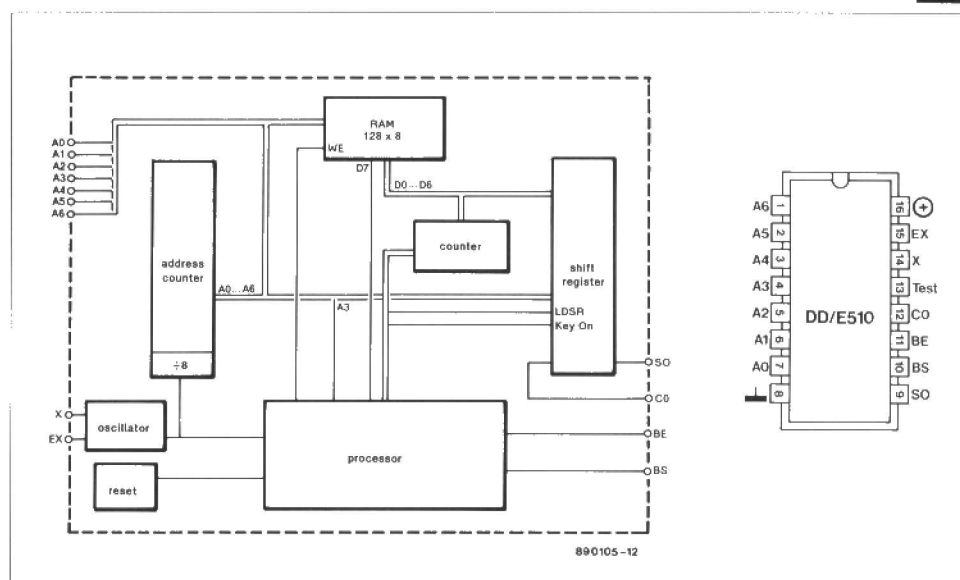 RAM
128 x 8
WE
D7
D0...D6
A0
A1
A2
A3
A4
A5
A6
address
counter
A0...A6
÷8
counter
A3
shift
register
LDSR
Key On
SO
C0
X
EX
oscillator
reset
processor
BE
BS
890105-12
A6 1
A5 2
A4 3
A3 4
A2 5
A1 6
A0 7
8
DD/E510
16 +
15 EX
14 X
13 Test
12 CO
11 BE
10 BS
9 SO